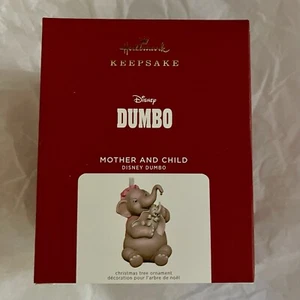 Hallmark
KEEPSAKE
Disney
DUMBO
MOTHER AND CHILD
DISNEY DUMBO
christmas tree ornament
décoration pour l'arbre de noël